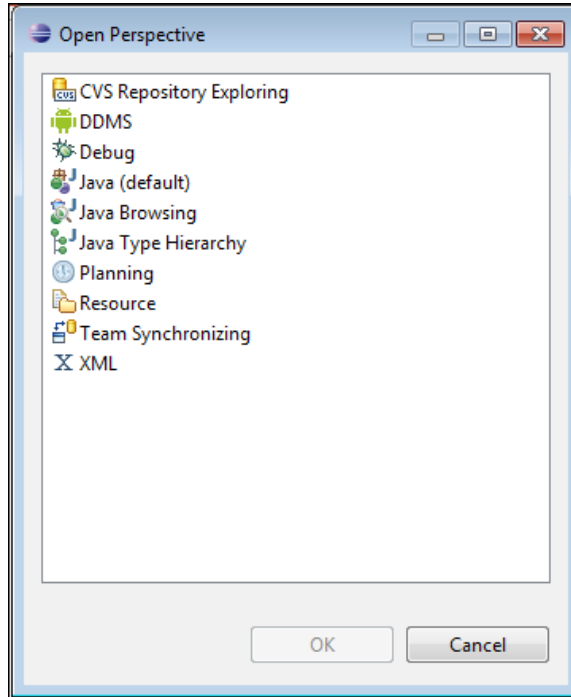 Open Perspective
CVS CVS Repository Exploring
DDMS
Debug
J Java (default)
J Java Browsing
J Java Type Hierarchy
Planning
Resource
Team Synchronizing
X XML
OK
Cancel